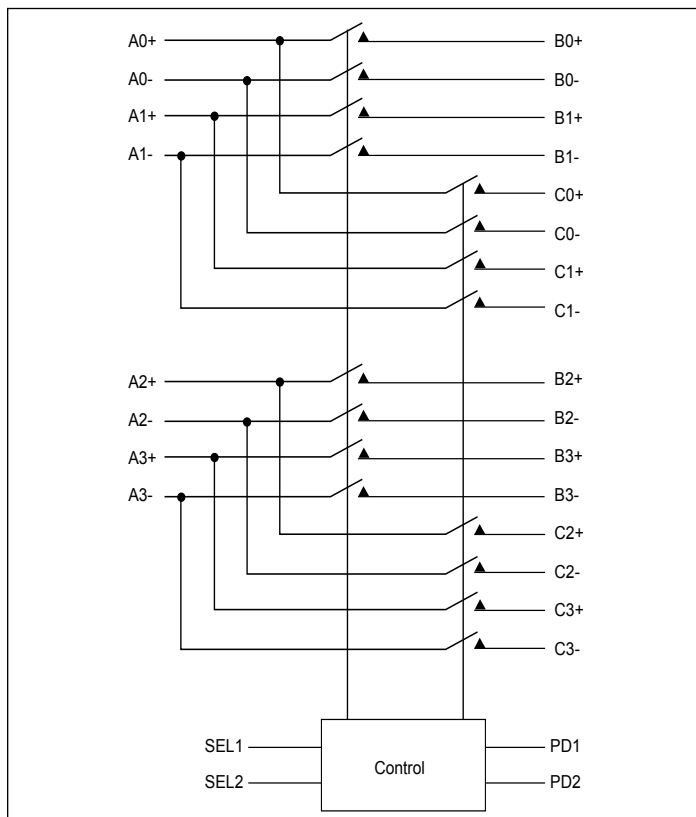 A0+ B0+
A0- B0-
A1+ B1+
A1- B1-
C0+
C0-
C1+
C1-
A2+ B2+
A2- B2-
A3+ B3+
A3- B3-
C2+
C2-
C3+
C3-
SEL1 PD1
Control
SEL2 PD2